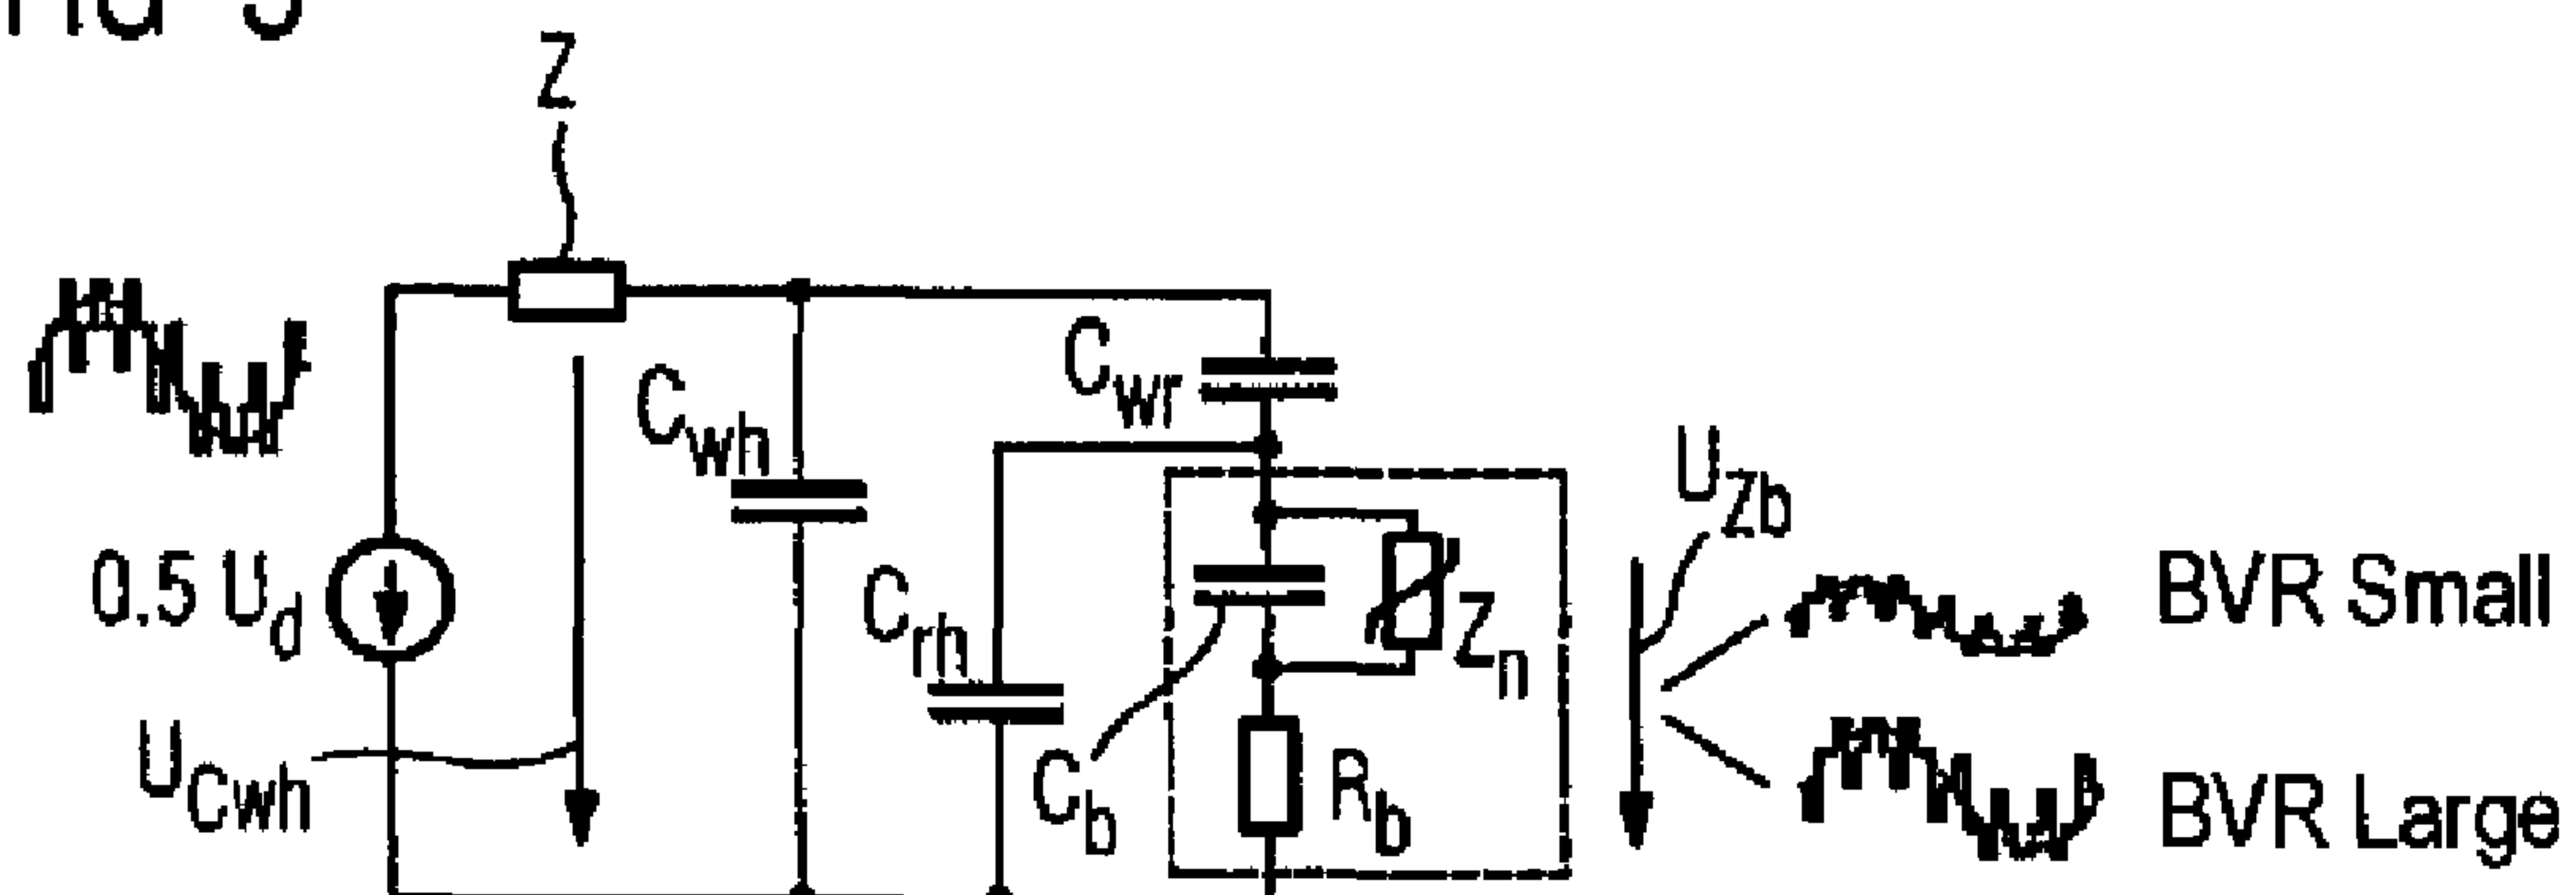 Z
C_wr
C_wh
U_Zb
0.5 U_d
C_rh
Z_n
BVR Small
U_Cwh
C_b
R_b
BVR Large